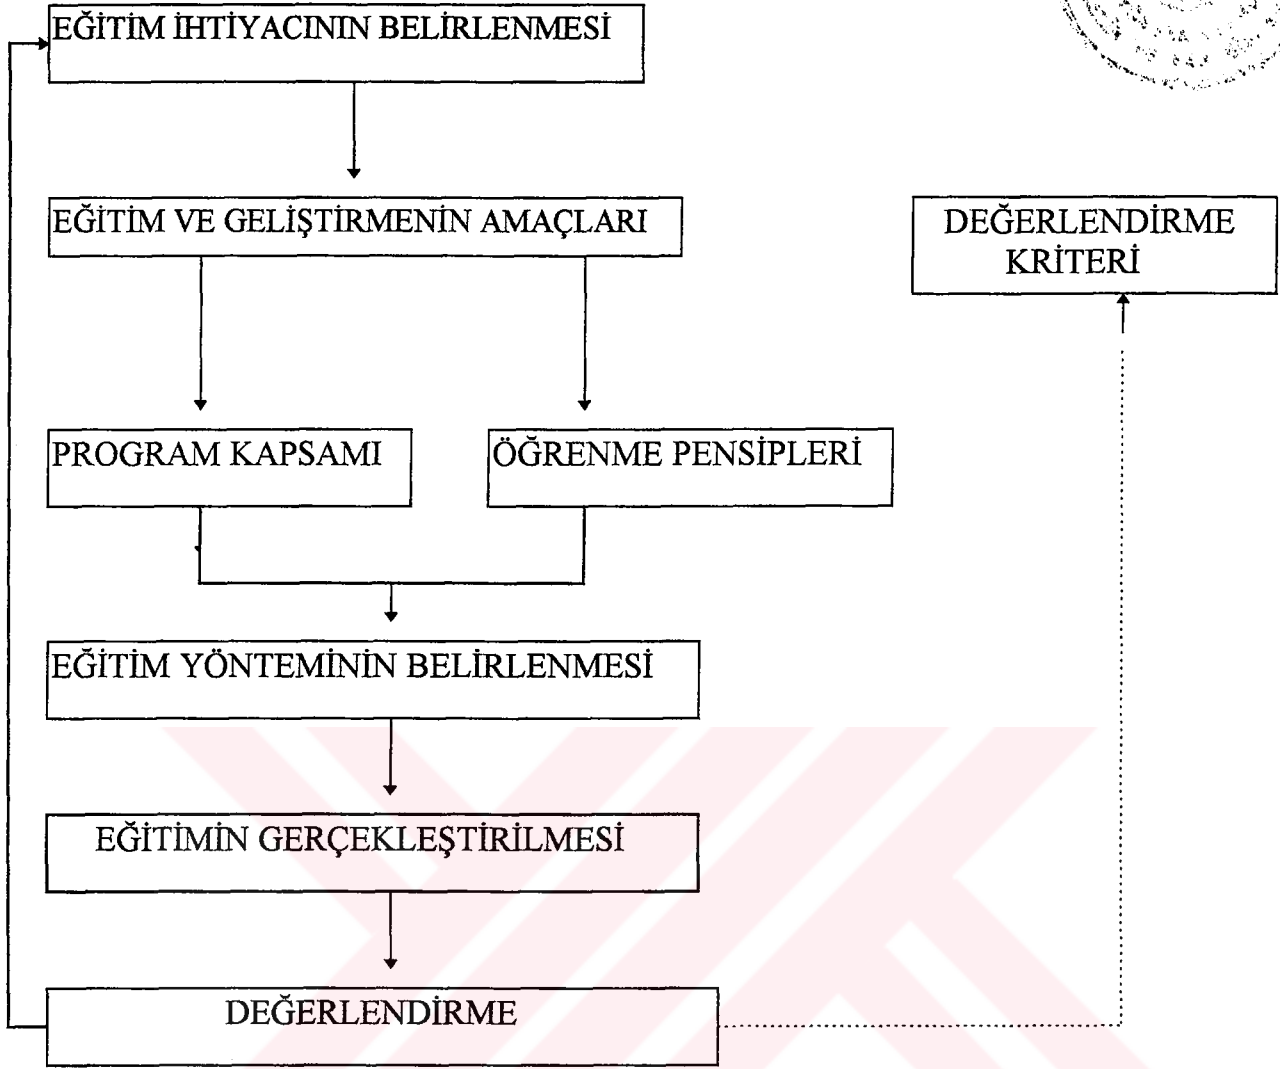 EĞİTİM İHTİYACININ BELİRLENMESİ
EĞİTİM VE GELİŞTİRMENİN AMAÇLARI
DEĞERLENDİRME
KRİTERİ
PROGRAM KAPSAMI
ÖĞRENME PENSİPLERİ
EĞİTİM YÖNTEMİNİN BELİRLENMESİ
EĞİTİMİN GERÇEKLEŞTİRİLMESİ
DEĞERLENDİRME